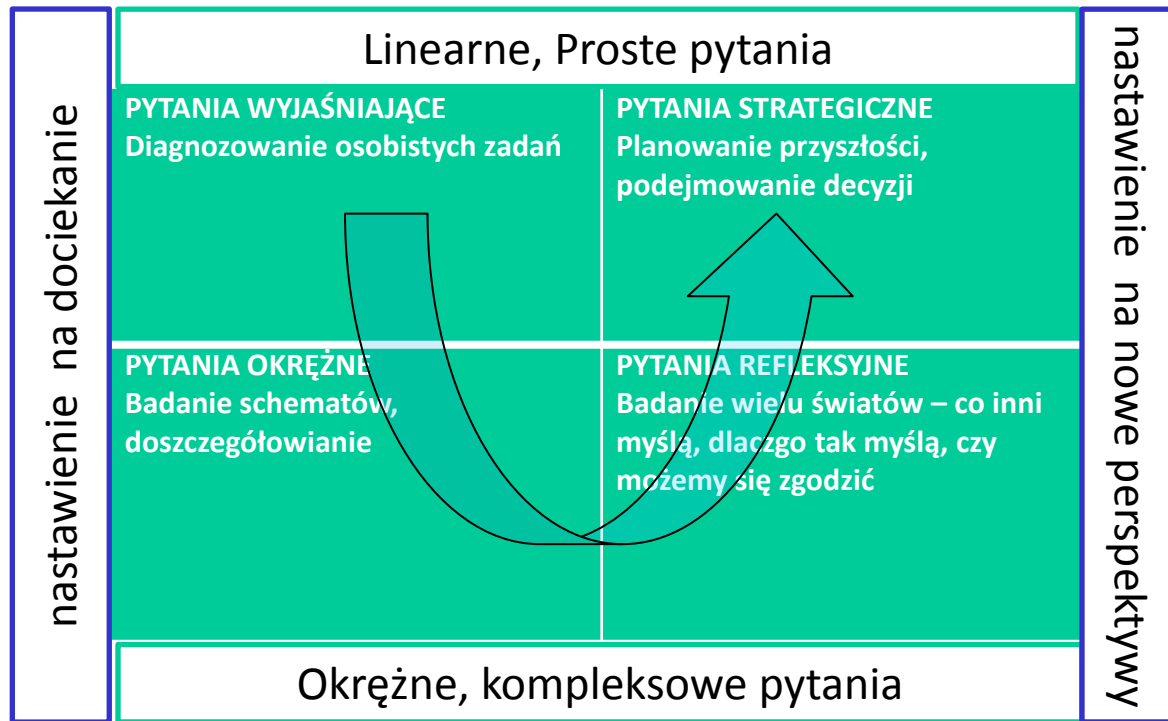 Linearne, Proste pytania
nastawienie na dociekanie
PYTANIA WYJAŚNIAJĄCE
Diagnozowanie osobistych zadań
PYTANIA STRATEGICZNE
Planowanie przyszłości,
podejmowanie decyzji
nastawienie na nowe perspektywy
PYTANIA OKRĘŻNE
Badanie schematów,
doszczegółowianie
PYTANIA REFLEKSYJNE
Badanie wielu światów – co inni
myślą, dlaczgo tak myślą, czy
możemy się zgodzić
Okrężne, kompleksowe pytania